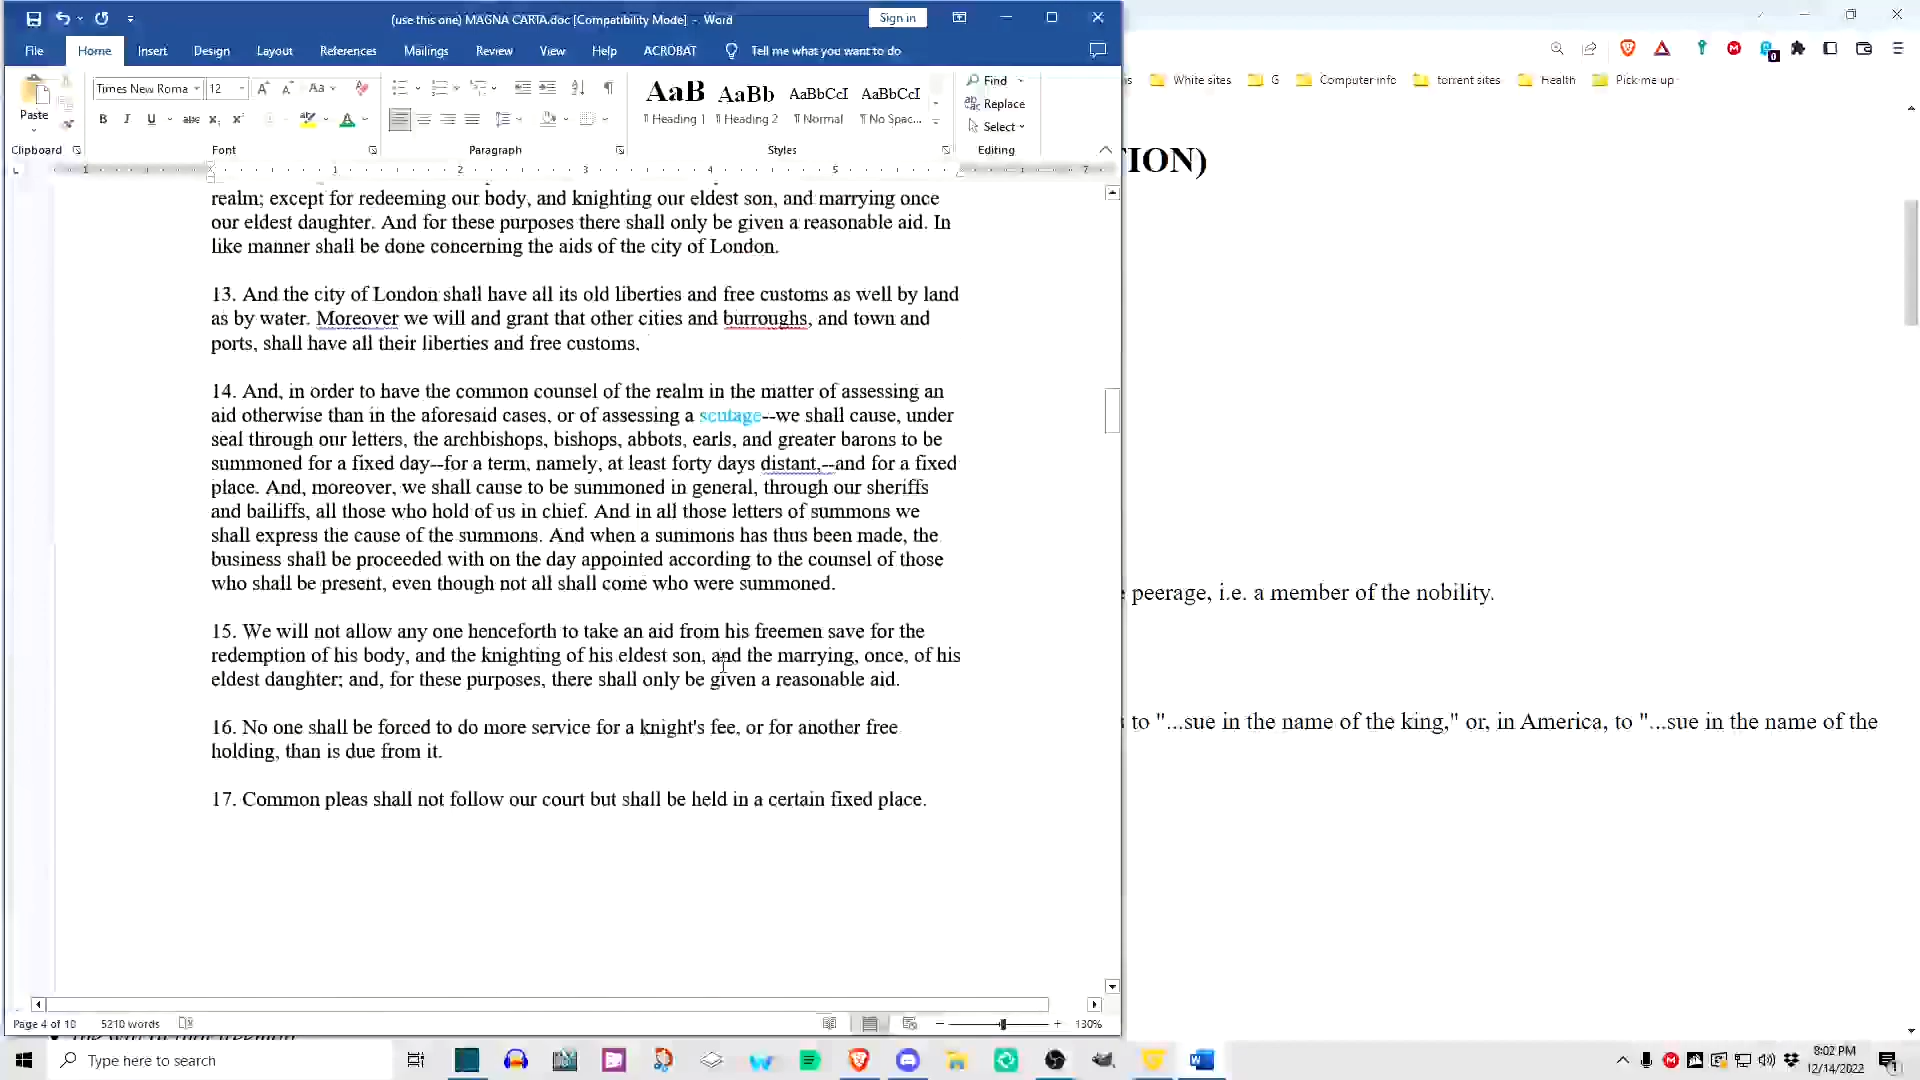 (use this one) MAGNA CARTA.doc [Compatibility Mode] - Word
Sign in
File Home Insert Design Layout References Mailings Review View Help ACROBAT Tell me what you want to do
Paste
Times New Roma 12
Aa
B I U abc x₂ x²
AaB AaBb AaBbCcI AaBbCcI
¶ Heading 1 ¶ Heading 2 ¶ Normal ¶ No Spac...
Find
Replace
Select
Clipboard Font Paragraph Styles Editing
1 1 2 3 4 5 7
realm; except for redeeming our body, and knighting our eldest son, and marrying once
our eldest daughter. And for these purposes there shall only be given a reasonable aid. In
like manner shall be done concerning the aids of the city of London.
13. And the city of London shall have all its old liberties and free customs as well by land
as by water. Moreover we will and grant that other cities and burroughs, and town and
ports, shall have all their liberties and free customs.
14. And, in order to have the common counsel of the realm in the matter of assessing an
aid otherwise than in the aforesaid cases, or of assessing a scutage--we shall cause, under
seal through our letters, the archbishops, bishops, abbots, earls, and greater barons to be
summoned for a fixed day--for a term, namely, at least forty days distant,--and for a fixed
place. And, moreover, we shall cause to be summoned in general, through our sheriffs
and bailiffs, all those who hold of us in chief. And in all those letters of summons we
shall express the cause of the summons. And when a summons has thus been made, the
business shall be proceeded with on the day appointed according to the counsel of those
who shall be present, even though not all shall come who were summoned.
15. We will not allow any one henceforth to take an aid from his freemen save for the
redemption of his body, and the knighting of his eldest son, and the marrying, once, of his
eldest daughter; and, for these purposes, there shall only be given a reasonable aid.
16. No one shall be forced to do more service for a knight's fee, or for another free
holding, than is due from it.
17. Common pleas shall not follow our court but shall be held in a certain fixed place.
Page 4 of 10 5210 words
130%
White sites G Computer info torrent sites Health Pick me up
TION)
peerage, i.e. a member of the nobility.
s to "...sue in the name of the king," or, in America, to "...sue in the name of the
Type here to search
8:02 PM
12/14/2022